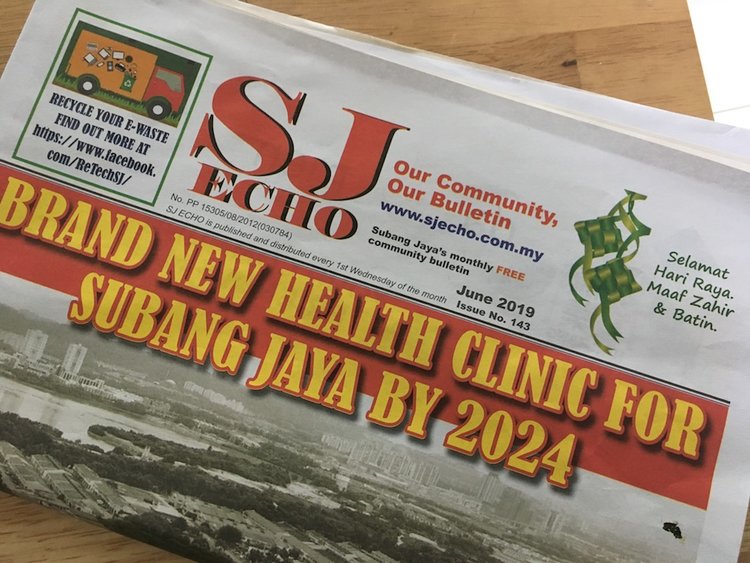 RECYCLE YOUR E-WASTE
FIND OUT MORE AT
https://www.facebook.
com/ReTechSJ/
SJ
ECHO
Our Community,
Our Bulletin
www.sjecho.com.my
Subang Jaya's monthly FREE
community bulletin
No. PP 15305/08/2012(030784)
SJ ECHO is published and distributed every 1st Wednesday of the month
June 2019
Issue No. 143
Selamat
Hari Raya.
Maaf Zahir
& Batin.
BRAND NEW HEALTH CLINIC FOR
SUBANG JAYA BY 2024